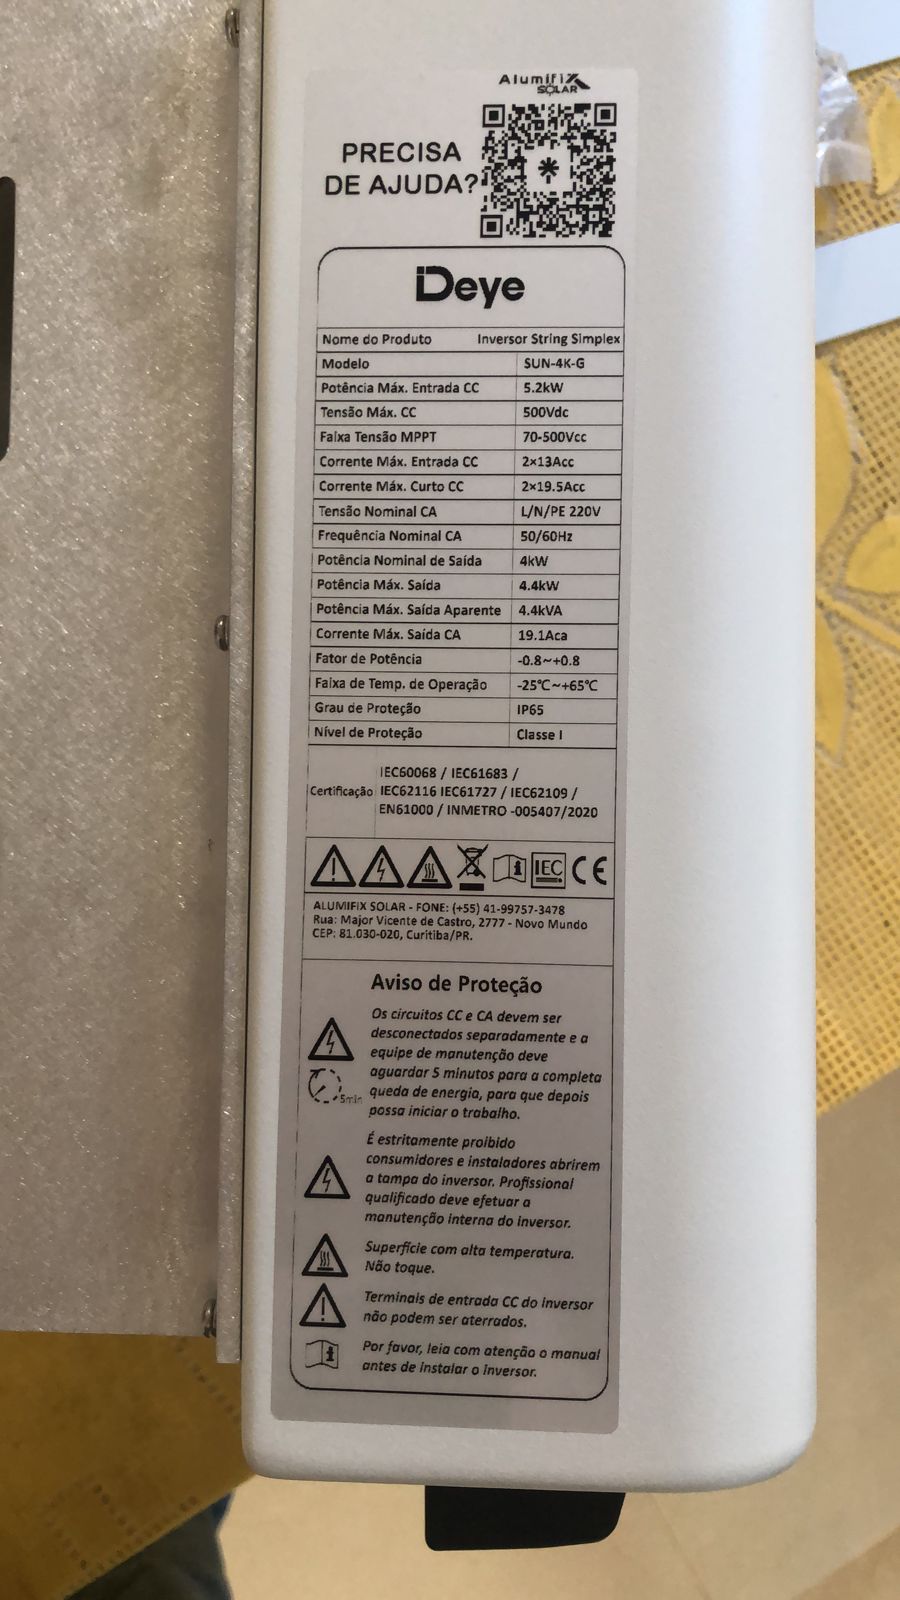 Alumifix
SOLAR
PRECISA
DE AJUDA?
Deye
Nome do Produto Inversor String Simplex
Modelo SUN-4K-G
Potência Máx. Entrada CC 5.2kW
Tensão Máx. CC 500Vdc
Faixa Tensão MPPT 70-500Vcc
Corrente Máx. Entrada CC 2×13Acc
Corrente Máx. Curto CC 2×19.5Acc
Tensão Nominal CA L/N/PE 220V
Frequência Nominal CA 50/60Hz
Potência Nominal de Saída 4kW
Potência Máx. Saída 4.4kW
Potência Máx. Saída Aparente 4.4kVA
Corrente Máx. Saída CA 19.1Aca
Fator de Potência -0.8~+0.8
Faixa de Temp. de Operação -25℃~+65℃
Grau de Proteção IP65
Nível de Proteção Classe I
Certificação
IEC60068 / IEC61683 /
IEC62116 IEC61727 / IEC62109 /
EN61000 / INMETRO -005407/2020
IEC CE
ALUMIFIX SOLAR - FONE: (+55) 41-99757-3478
Rua: Major Vicente de Castro, 2777 - Novo Mundo
CEP: 81.030-020, Curitiba/PR.
Aviso de Proteção
Os circuitos CC e CA devem ser
desconectados separadamente e a
equipe de manutenção deve
aguardar 5 minutos para a completa
queda de energia, para que depois
possa iniciar o trabalho.
5min
É estritamente proibido
consumidores e instaladores abrirem
a tampa do inversor. Profissional
qualificado deve efetuar a
manutenção interna do inversor.
Superfície com alta temperatura.
Não toque.
Terminais de entrada CC do inversor
não podem ser aterrados.
Por favor, leia com atenção o manual
antes de instalar o inversor.